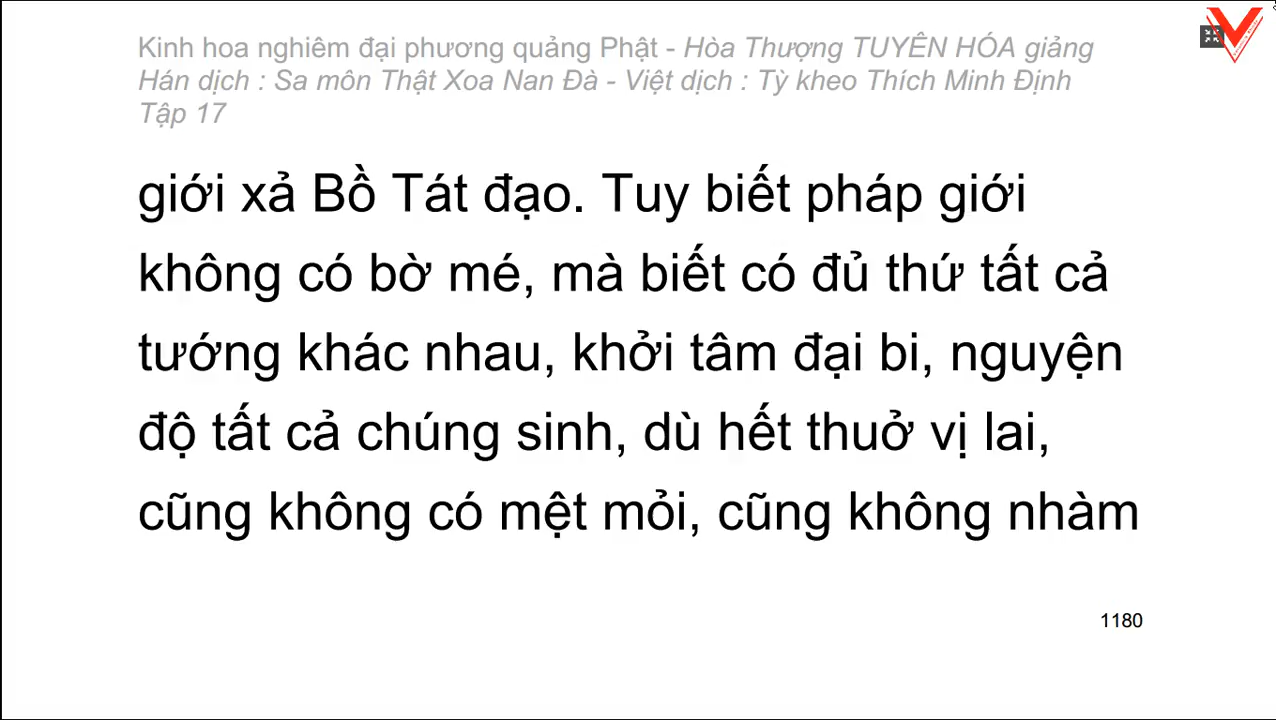 Kinh hoa nghiêm đại phương quảng Phật - Hòa Thượng TUYÊN HÓA giảng
Hán dịch : Sa môn Thật Xoa Nan Đà - Việt dịch : Tỳ kheo Thích Minh Định
Tập 17
giới xả Bồ Tát đạo. Tuy biết pháp giới
không có bờ mé, mà biết có đủ thứ tất cả
tướng khác nhau, khởi tâm đại bi, nguyện
độ tất cả chúng sinh, dù hết thuở vị lai,
cũng không có mệt mỏi, cũng không nhàm
1180